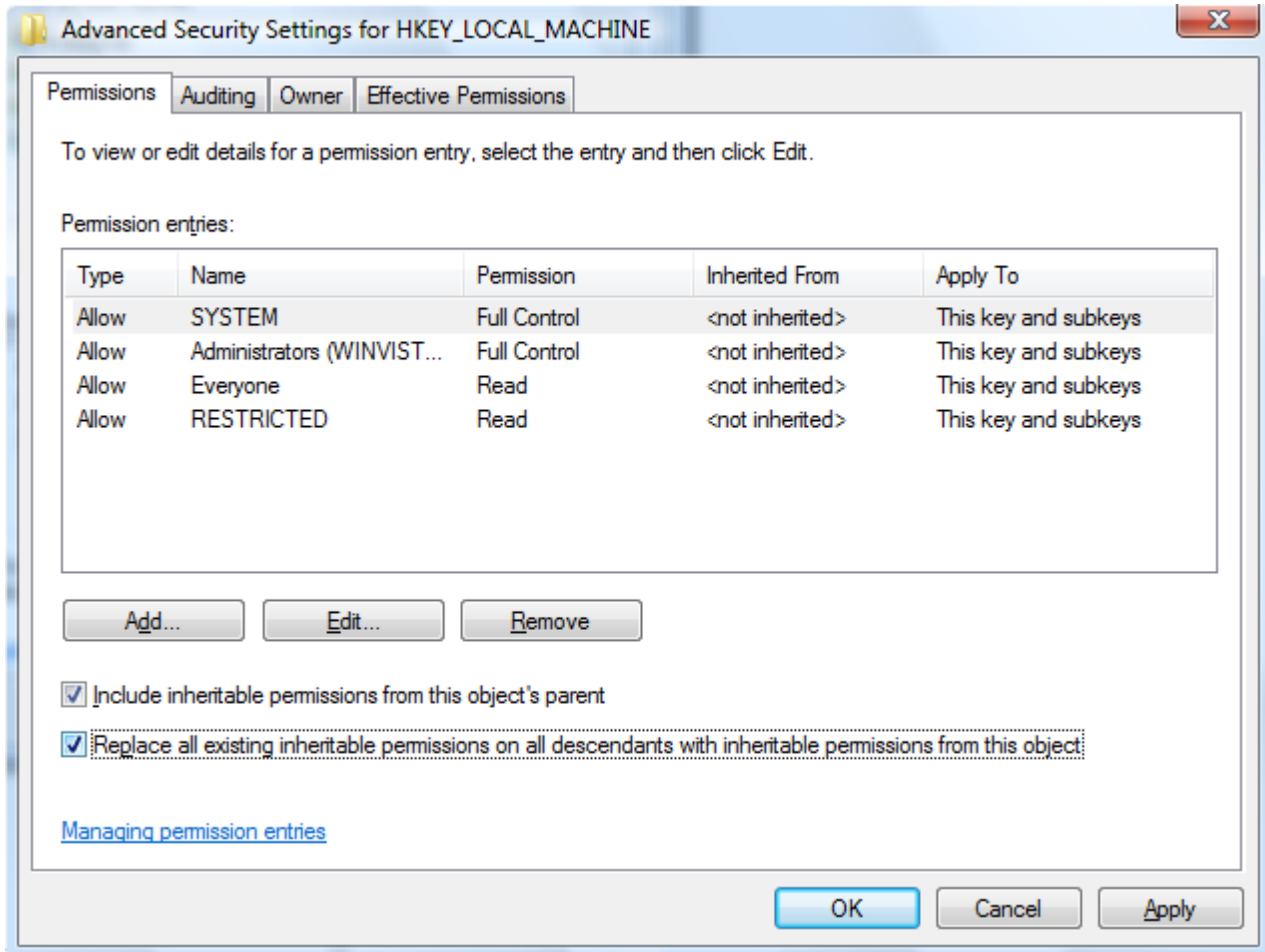 Advanced Security Settings for HKEY_LOCAL_MACHINE
Permissions Auditing Owner Effective Permissions
To view or edit details for a permission entry, select the entry and then click Edit.
Permission entries:
Type Name Permission Inherited From Apply To
Allow SYSTEM Full Control <not inherited> This key and subkeys
Allow Administrators (WINVIST... Full Control <not inherited> This key and subkeys
Allow Everyone Read <not inherited> This key and subkeys
Allow RESTRICTED Read <not inherited> This key and subkeys
Add... Edit... Remove
Include inheritable permissions from this object's parent
Replace all existing inheritable permissions on all descendants with inheritable permissions from this object
Managing permission entries
OK Cancel Apply